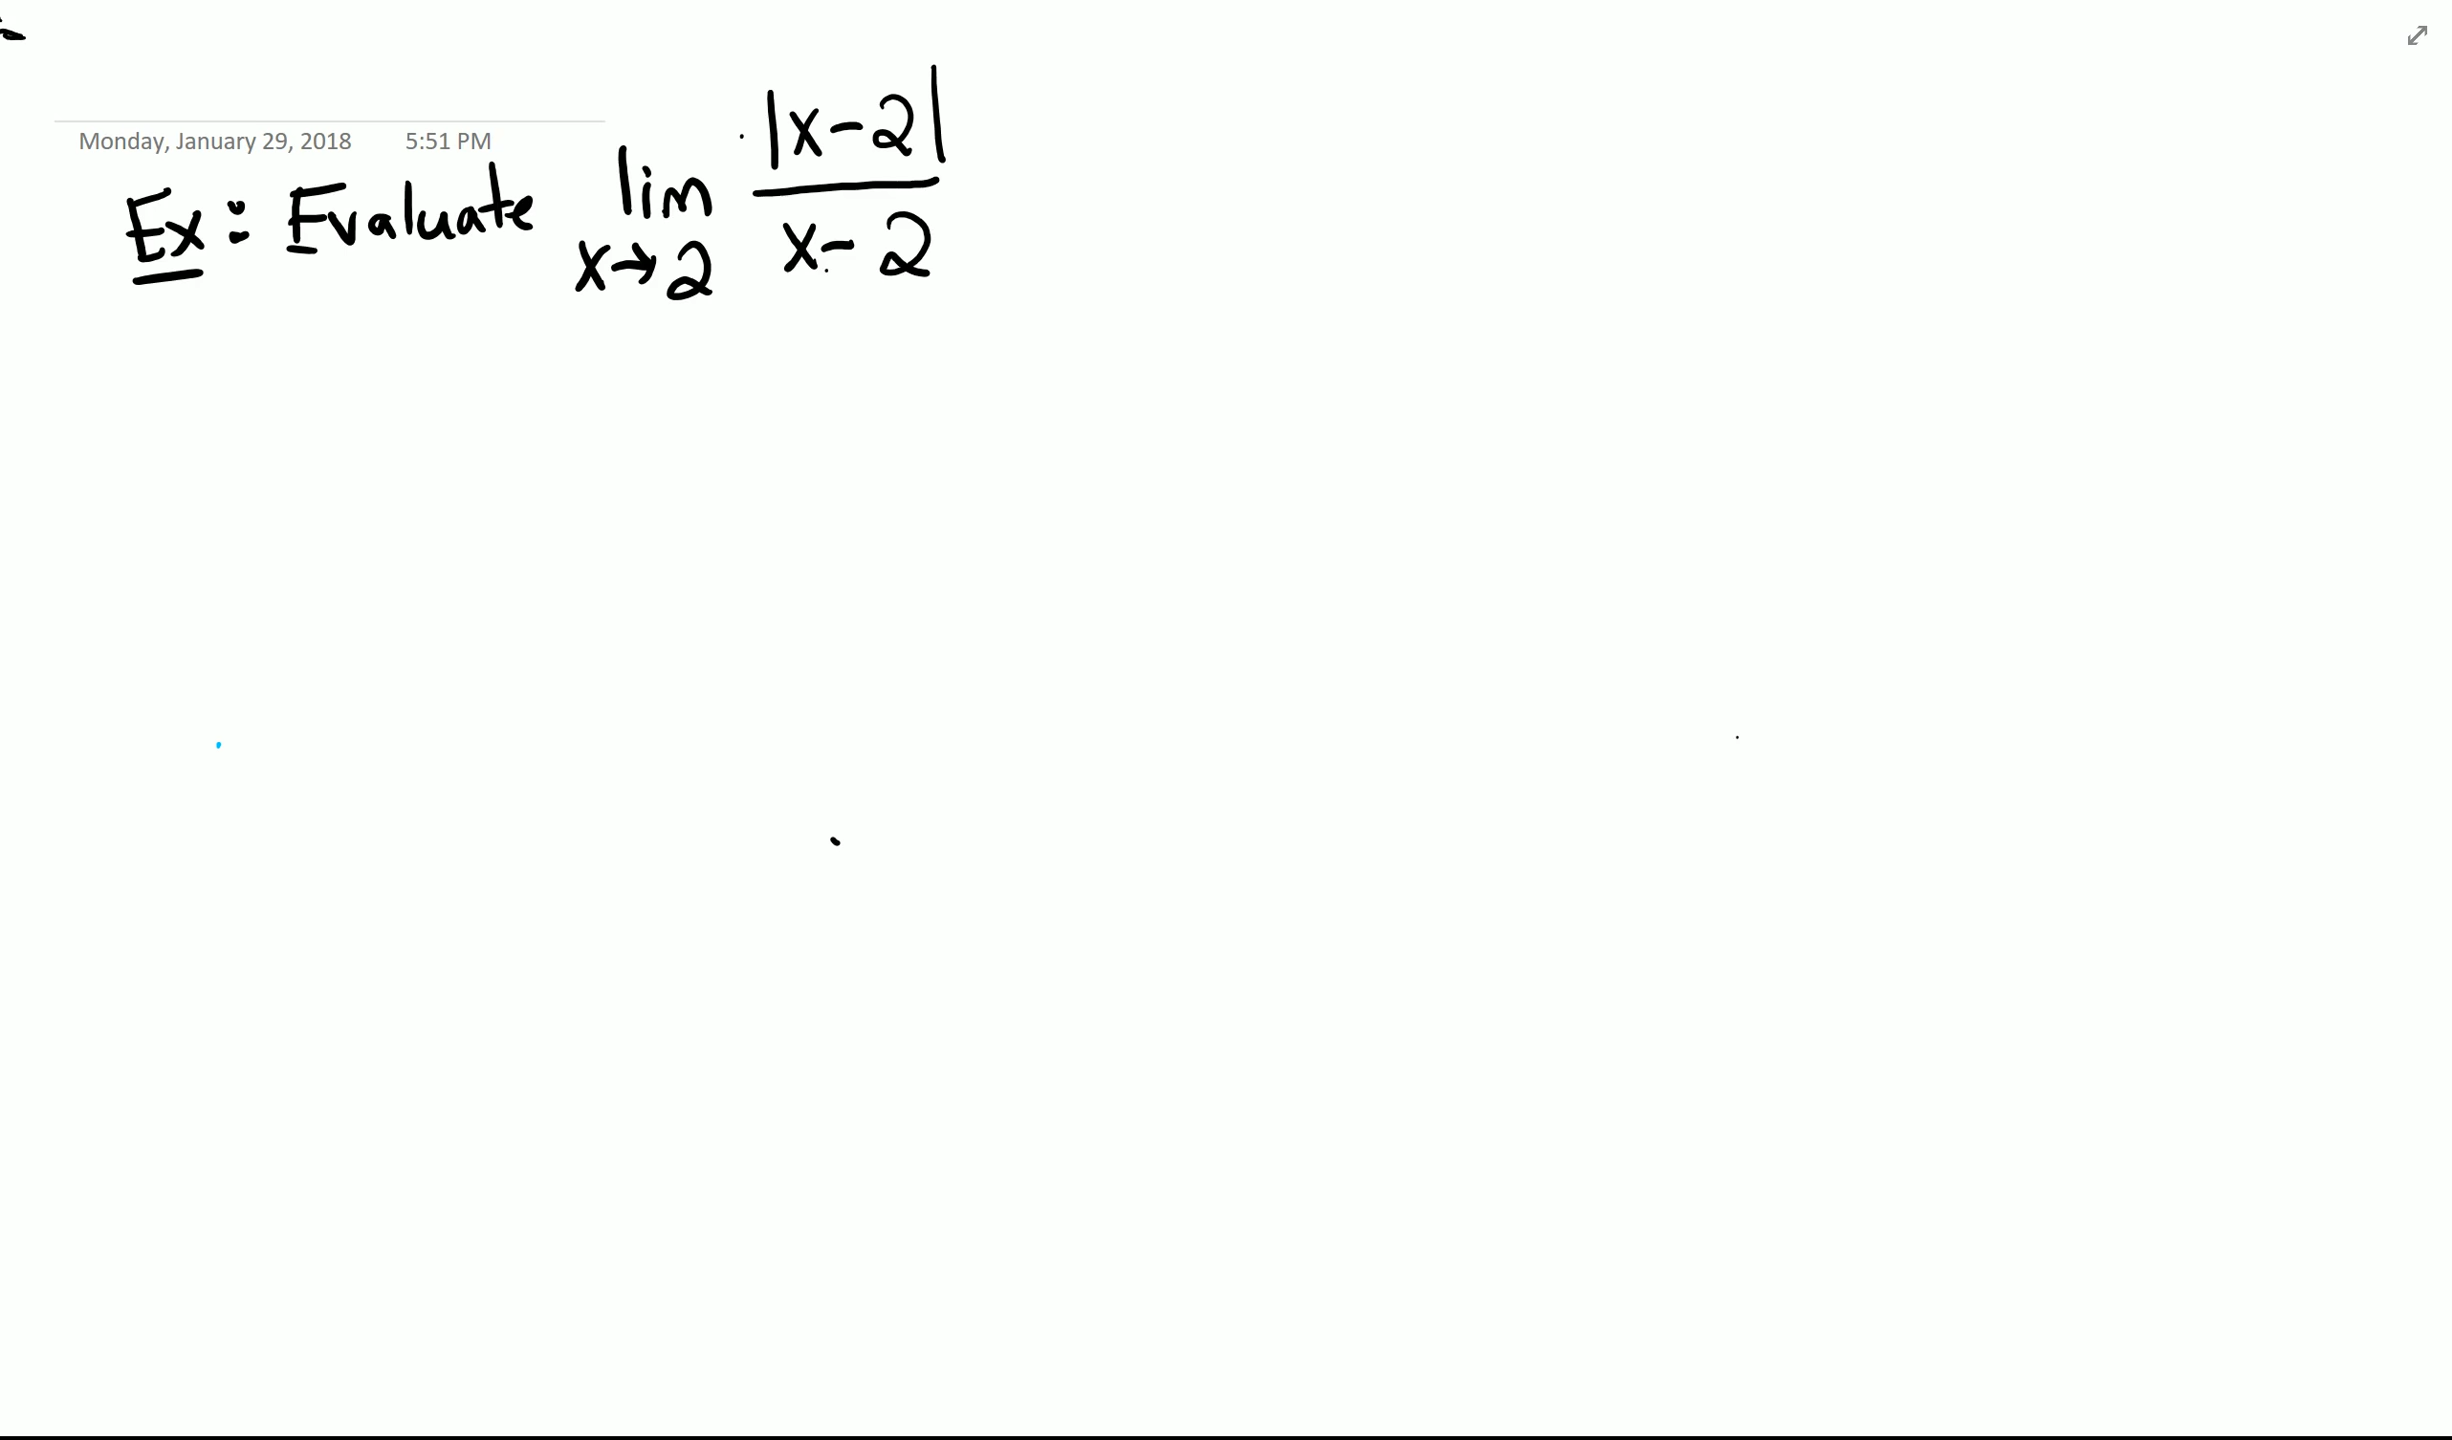 Monday, January 29, 2018 5:51 PM
Ex: Evaluate lim x→2 |x-2| / x-2